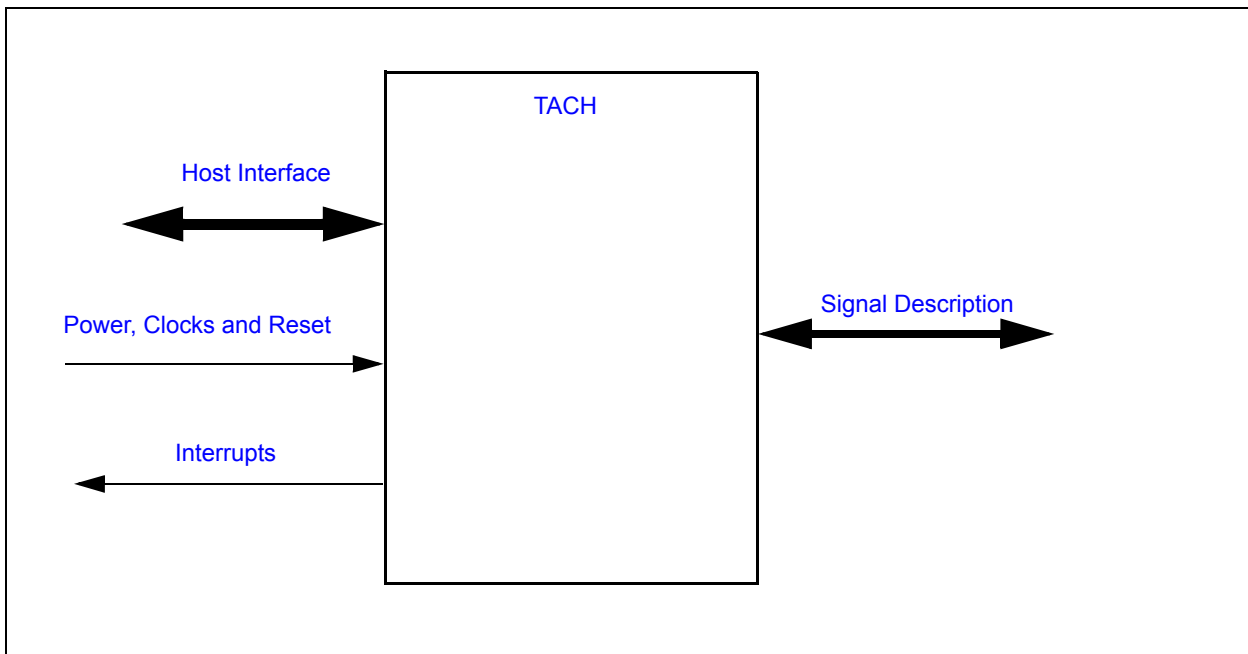 TACH
Host Interface
Signal Description
Power, Clocks and Reset
Interrupts